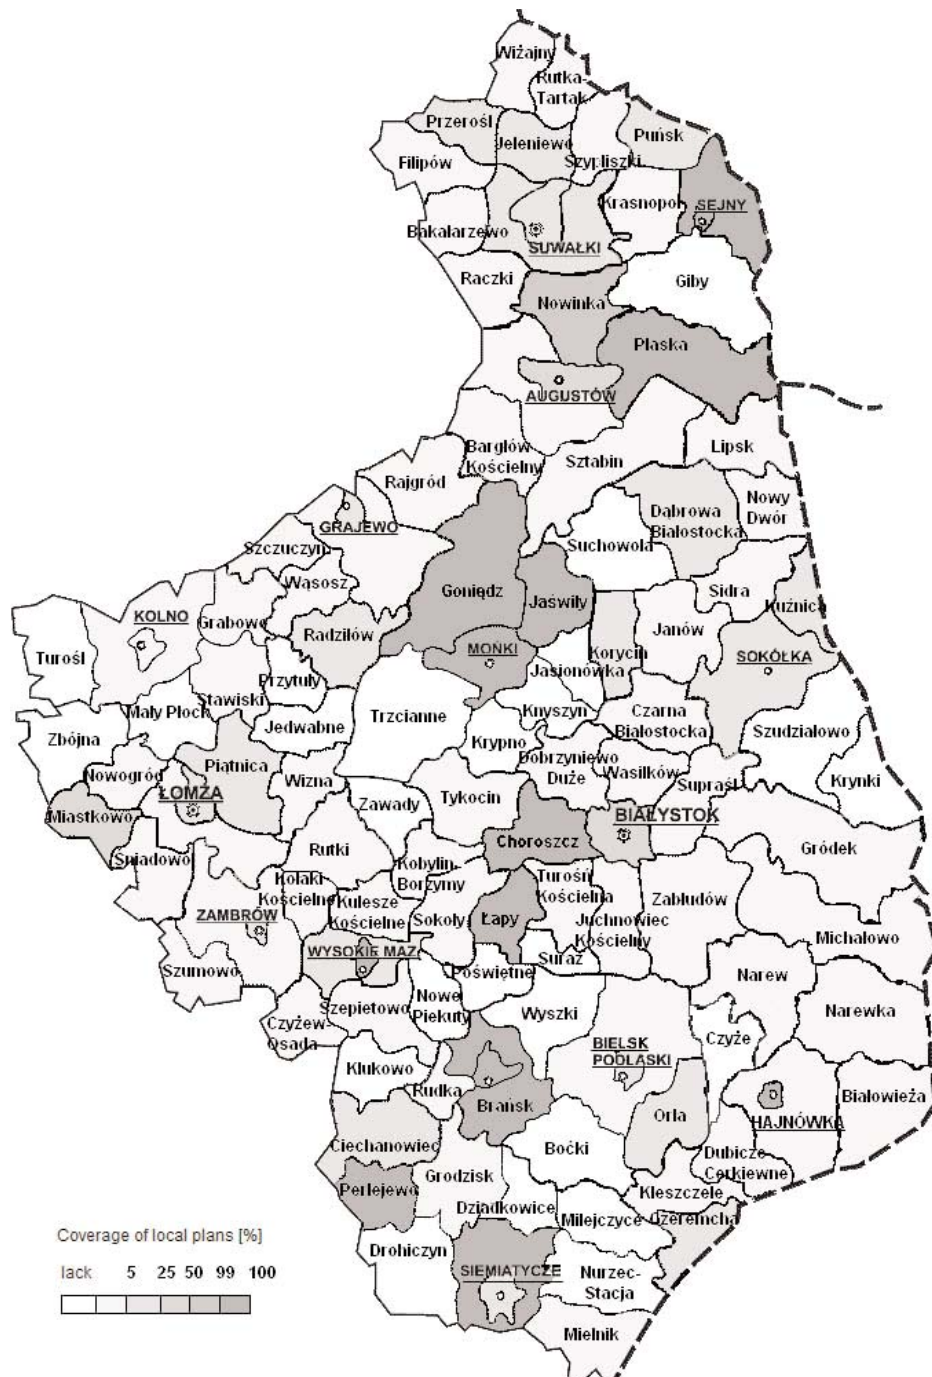 Wiżajny
Rutka-
Tartak
Przerośl
Jeleniewo
Puńsk
Szypliszki
Filipów
Krasnopol
SEJNY
Bakałarzewo
SUWAŁKI
Raczki
Giby
Nowinka
Płaska
AUGUSTÓW
Bargłów
Kościelny
Lipsk
Sztabin
Rajgród
Nowy
Dwór
Dąbrowa
Białostocka
GRAJEWO
Suchowola
Szczuczyn
Wąsosz
Goniądz
Jaświły
Sidra
Kuźnica
KOLNO
Grabowo
Janów
Radziłów
Korycin
Turośl
MOŃKI
SOKÓŁKA
Jasionówka
Przytuły
Stawiski
Mały Płock
Trzcianne
Knyszyn
Czarna
Białostocka
Jedwabne
Szudziałowo
Zbójna
Krypno
Dobrzyniewo
Duże
Piątnica
Nowogród
Wizna
Wasilków
Supraśl
Krynki
ŁOMŻA
Tykocin
Zawady
Miastkowo
BIAŁYSTOK
Choroszcz
Gródek
Rutki
Śniadowo
Kobylin-
Borzymy
Turośń
Kościelna
Kołaki
Kościelne
Kulesze
Kościelne
Zabłudów
ZAMBRÓW
Sokoły
Łapy
Juchnowiec
Kościelny
Michałowo
WYSOKIE MAZ
Suraż
Szumowo
Poświętne
Narew
Nowe
Piekuty
Szepietowo
Wyszki
Narewka
Czyżew-
Osada
BIELSK
PODLASKI
Czyże
Klukowo
Rudka
Brańsk
Białowieża
Orla
HAJNÓWKA
Ciechanowiec
Boćki
Dubicze
Cerkiewne
Grodzisk
Perlejewo
Kleszczele
Dziadkowice
Milejczyce
Czeremcha
Coverage of local plans [%]
Drohiczyn
lack 5 25 50 99 100
SIEMIATYCZE
Nurzec-
Stacja
Mielnik